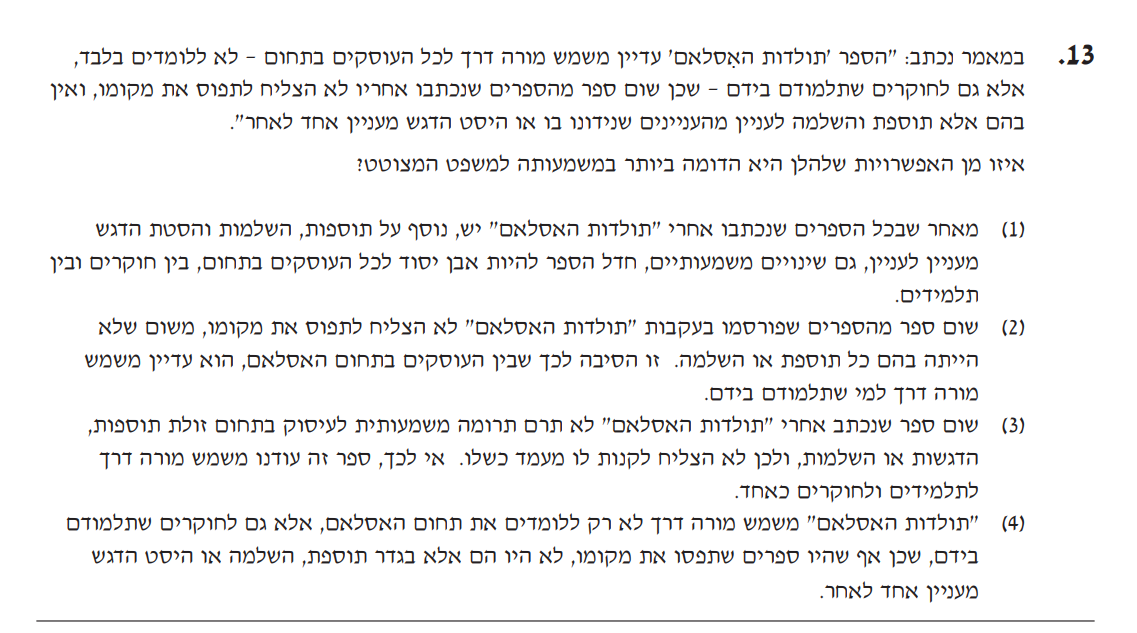 13. במאמר נכתב: "הספר 'תולדות האִסלאם' עדיין משמש מורה דרך לכל העוסקים בתחום – לא ללומדים בלבד,
אלא גם לחוקרים שתלמודם בידם – שכן שום ספר מהספרים שנכתבו אחריו לא הצליח לתפוס את מקומו, ואין
בהם אלא תוספת והשלמה לעניין מהעניינים שנידונו בו או היסט הדגש מעניין אחד לאחר".
איזו מן האפשרויות שלהלן היא הדומה ביותר במשמעותה למשפט המצוטט?
(1) מאחר שבכל הספרים שנכתבו אחרי "תולדות האסלאם" יש, נוסף על תוספות, השלמות והסטת הדגש
מעניין לעניין, גם שינויים משמעותיים, חדל הספר להיות אבן יסוד לכל העוסקים בתחום, בין חוקרים ובין
תלמידים.
(2) שום ספר מהספרים שפורסמו בעקבות "תולדות האסלאם" לא הצליח לתפוס את מקומו, משום שלא
הייתה בהם כל תוספת או השלמה. זו הסיבה לכך שבין העוסקים בתחום האסלאם, הוא עדיין משמש
מורה דרך למי שתלמודם בידם.
(3) שום ספר שנכתב אחרי "תולדות האסלאם" לא תרם תרומה משמעותית לעיסוק בתחום זולת תוספות,
הדגשות או השלמות, ולכן לא הצליח לקנות לו מעמד כשלו. אי לכך, ספר זה עודנו משמש מורה דרך
לתלמידים ולחוקרים כאחד.
(4) "תולדות האסלאם" משמש מורה דרך לא רק ללומדים את תחום האסלאם, אלא גם לחוקרים שתלמודם
בידם, שכן אף שהיו ספרים שתפסו את מקומו, לא היו הם אלא בגדר תוספת, השלמה או היסט הדגש
מעניין אחד לאחר.